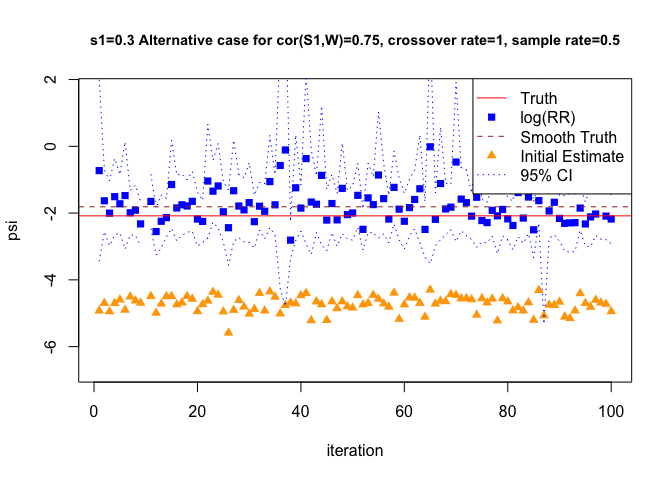 s1=0.3 Alternative case for cor(S1,W)=0.75, crossover rate=1, sample rate=0.5
2
0
-2
-4
-6
psi
Truth
log(RR)
Smooth Truth
Initial Estimate
95% CI
0 20 40 60 80 100
iteration